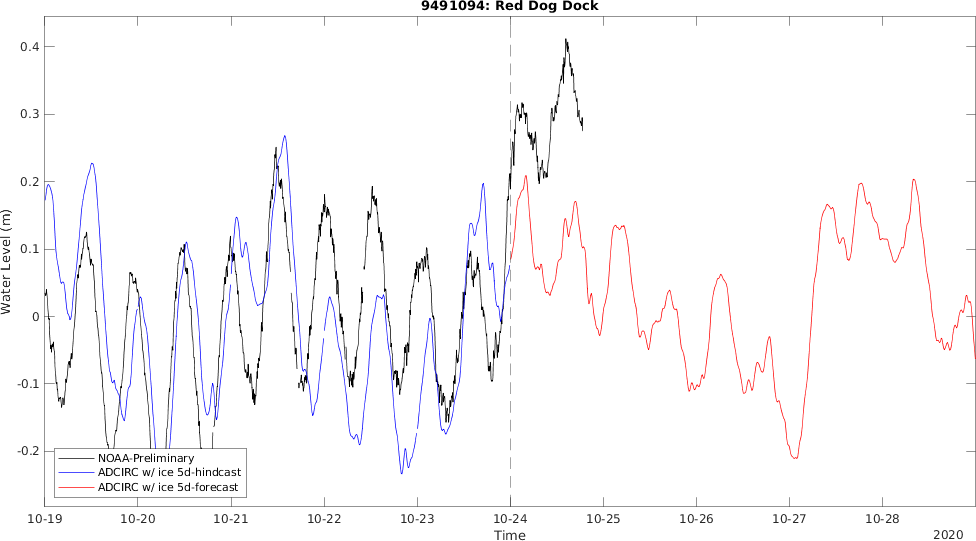 9491094: Red Dog Dock
Water Level (m)
0.4
0.3
0.2
0.1
0
-0.1
-0.2
NOAA-Preliminary
ADCIRC w/ ice 5d-hindcast
ADCIRC w/ ice 5d-forecast
10-19 10-20 10-21 10-22 10-23 10-24 10-25 10-26 10-27 10-28
Time
2020